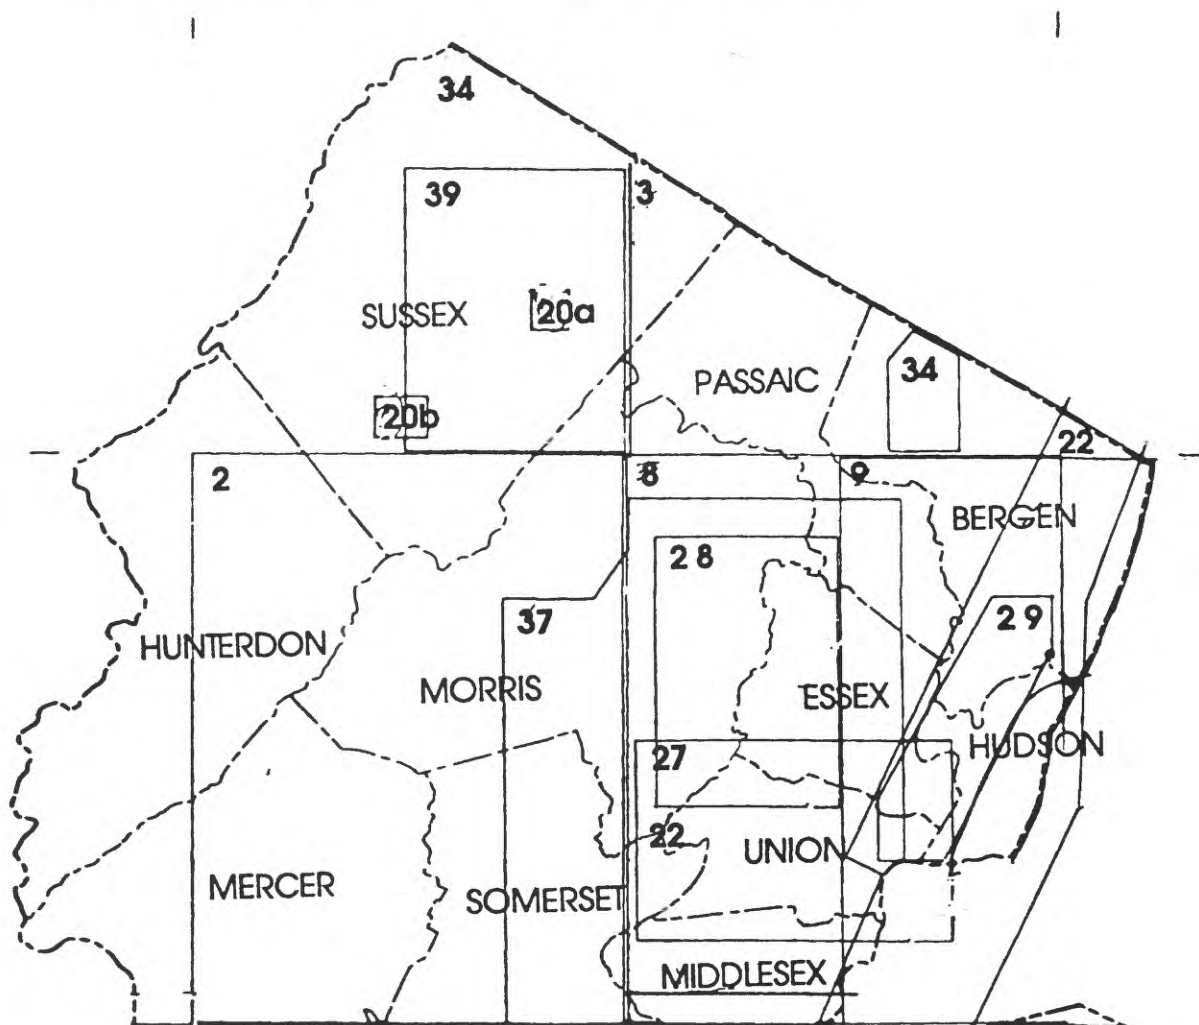 34
39
3
20a
SUSSEX
PASSAIC
34
20b
22
2
8
9
BERGEN
28
37
29
HUNTERDON
MORRIS
ESSEX
HUDSON
27
22
UNION
MERCER
SOMERSET
MIDDLESEX